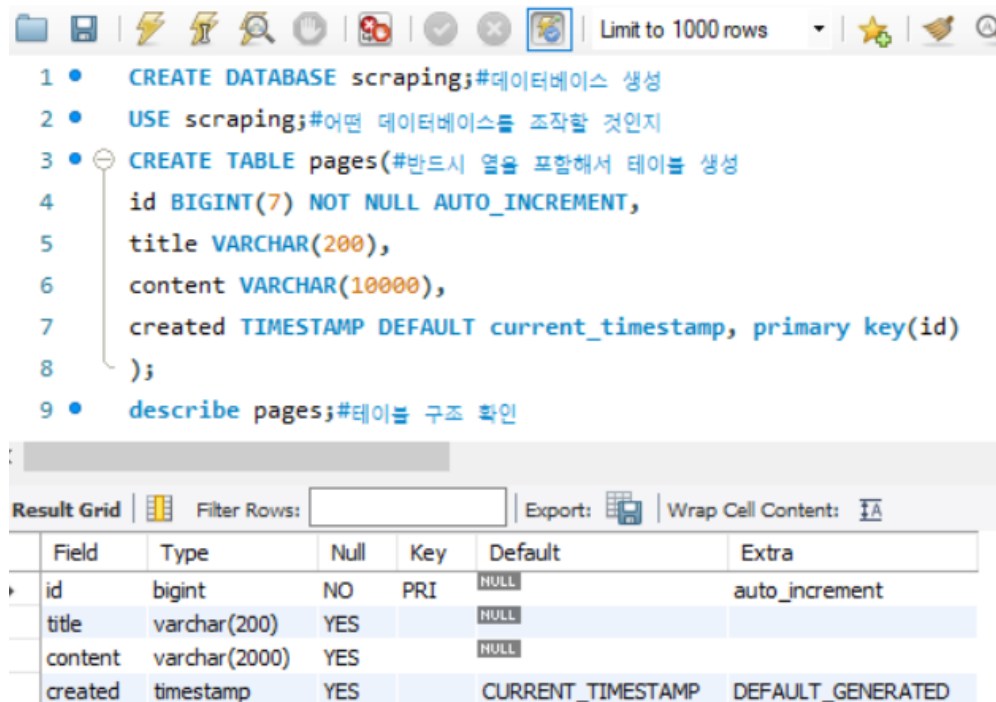 Limit to 1000 rows
1 CREATE DATABASE scraping;#데이터베이스 생성
2 USE scraping;#어떤 데이터베이스를 조작할 것인지
3 CREATE TABLE pages(#반드시 열을 포함해서 테이블 생성
4 id BIGINT(7) NOT NULL AUTO_INCREMENT,
5 title VARCHAR(200),
6 content VARCHAR(10000),
7 created TIMESTAMP DEFAULT current_timestamp, primary key(id)
8 );
9 describe pages;#테이블 구조 확인
Result Grid Filter Rows: Export: Wrap Cell Content: IA
Field Type Null Key Default Extra
id bigint NO PRI NULL auto_increment
title varchar(200) YES NULL
content varchar(2000) YES NULL
created timestamp YES CURRENT_TIMESTAMP DEFAULT_GENERATED